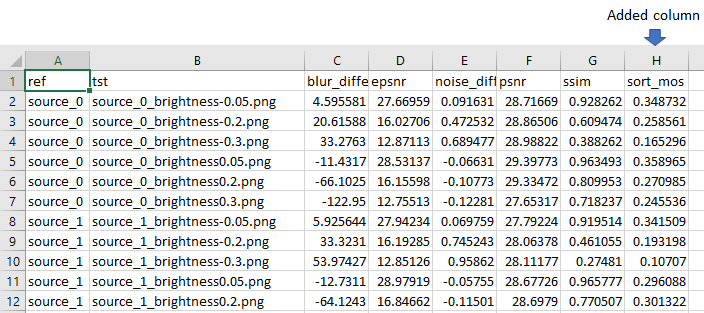 Added column
A B C D E F G H
1 ref tst blur_diffe epsnr noise_diff psnr ssim sort_mos
2 source_0 source_0_brightness-0.05.png 4.595581 27.66959 0.091631 28.71669 0.928262 0.348732
3 source_0 source_0_brightness-0.2.png 20.61588 16.02706 0.472532 28.86506 0.609474 0.258561
4 source_0 source_0_brightness-0.3.png 33.2763 12.87113 0.689477 28.98822 0.388262 0.165296
5 source_0 source_0_brightness0.05.png -11.4317 28.53137 -0.06631 29.39773 0.963493 0.358965
6 source_0 source_0_brightness0.2.png -66.1025 16.15598 -0.10773 29.33472 0.809953 0.270985
7 source_0 source_0_brightness0.3.png -122.95 12.75513 -0.12281 27.65317 0.718237 0.245536
8 source_1 source_1_brightness-0.05.png 5.925644 27.94234 0.069759 27.79224 0.919514 0.341509
9 source_1 source_1_brightness-0.2.png 33.3231 16.19285 0.745243 28.06378 0.461055 0.193198
10 source_1 source_1_brightness-0.3.png 53.97427 12.85126 0.95862 28.11177 0.27481 0.10707
11 source_1 source_1_brightness0.05.png -12.7311 28.97919 -0.05755 28.67726 0.965777 0.296088
12 source_1 source_1_brightness0.2.png -64.1243 16.84662 -0.11501 28.6979 0.770507 0.301322